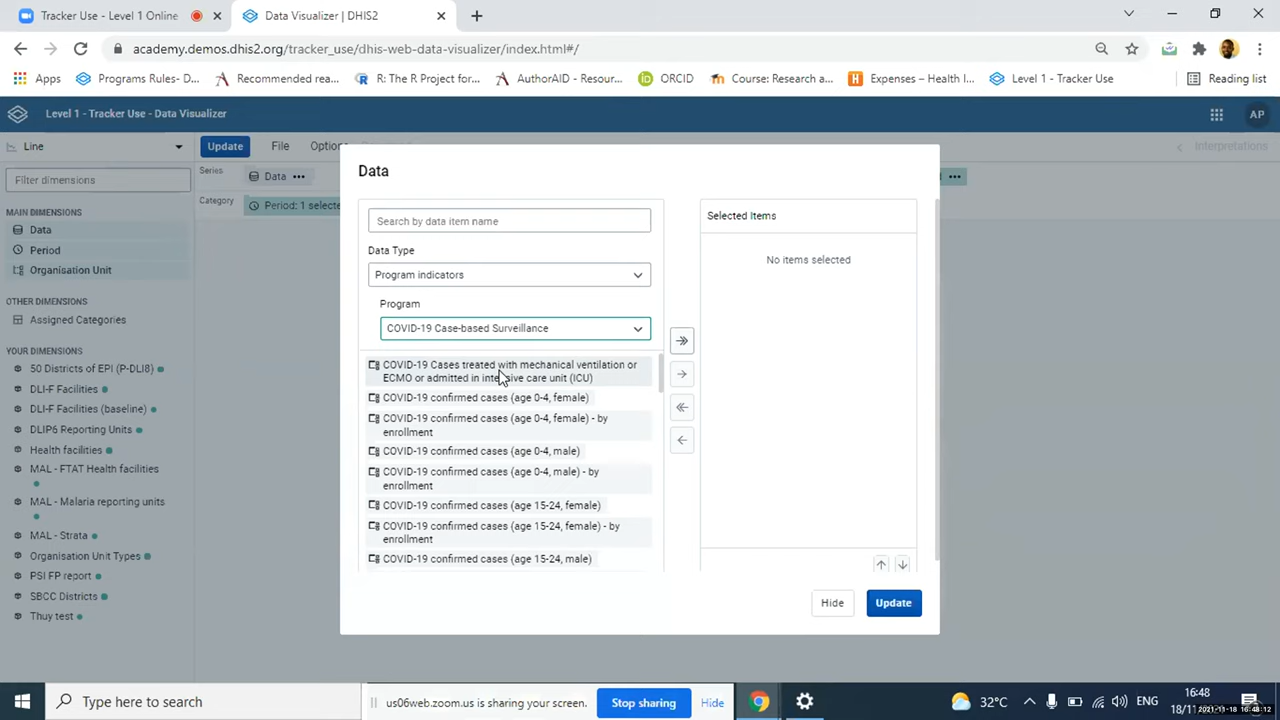 Tracker Use - Level 1 Online
Data Visualizer | DHIS2
academy.demos.dhis2.org/tracker_use/dhis-web-data-visualizer/index.html#/
Apps
Programs Rules- D...
Recommended rea...
R: The R Project for...
AuthorAID - Resour...
ORCID
Course: Research a...
Expenses – Health I...
Level 1 - Tracker Use
Reading list
Level 1 - Tracker Use - Data Visualizer
AP
Line
Update
File
Option
Interpretations
Filter dimensions
Series
Data
Category
Period: 1 selecte
MAIN DIMENSIONS
Data
Period
Organisation Unit
OTHER DIMENSIONS
Assigned Categories
YOUR DIMENSIONS
50 Districts of EPI (P-DLI8)
DLI-F Facilities
DLI-F Facilities (baseline)
DLIP6 Reporting Units
Health facilities
MAL - FTAT Health facilities
MAL - Malaria reporting units
MAL - Strata
Organisation Unit Types
PSI FP report
SBCC Districts
Thuy test
Data
Search by data item name
Data Type
Program indicators
Program
COVID-19 Case-based Surveillance
COVID-19 Cases treated with mechanical ventilation or
ECMO or admitted in intensive care unit (ICU)
COVID-19 confirmed cases (age 0-4, female)
COVID-19 confirmed cases (age 0-4, female) - by
enrollment
COVID-19 confirmed cases (age 0-4, male)
COVID-19 confirmed cases (age 0-4, male) - by
enrollment
COVID-19 confirmed cases (age 15-24, female)
COVID-19 confirmed cases (age 15-24, female) - by
enrollment
COVID-19 confirmed cases (age 15-24, male)
Selected Items
No items selected
Hide
Update
Type here to search
us06web.zoom.us is sharing your screen.
Stop sharing
Hide
32°C
ENG
16:48
18/11/
2021-11-18 16:48:12